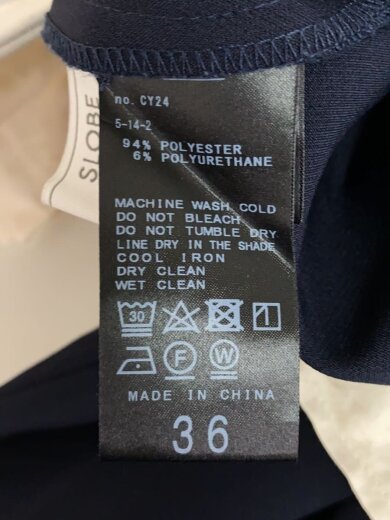 SLOBE
no. CY24
5-14-2
94% POLYESTER
6% POLYURETHANE
MACHINE WASH COLD
DO NOT BLEACH
DO NOT TUMBLE DRY
LINE DRY IN THE SHADE
COOL IRON
DRY CLEAN
WET CLEAN
30
F W
MADE IN CHINA
36